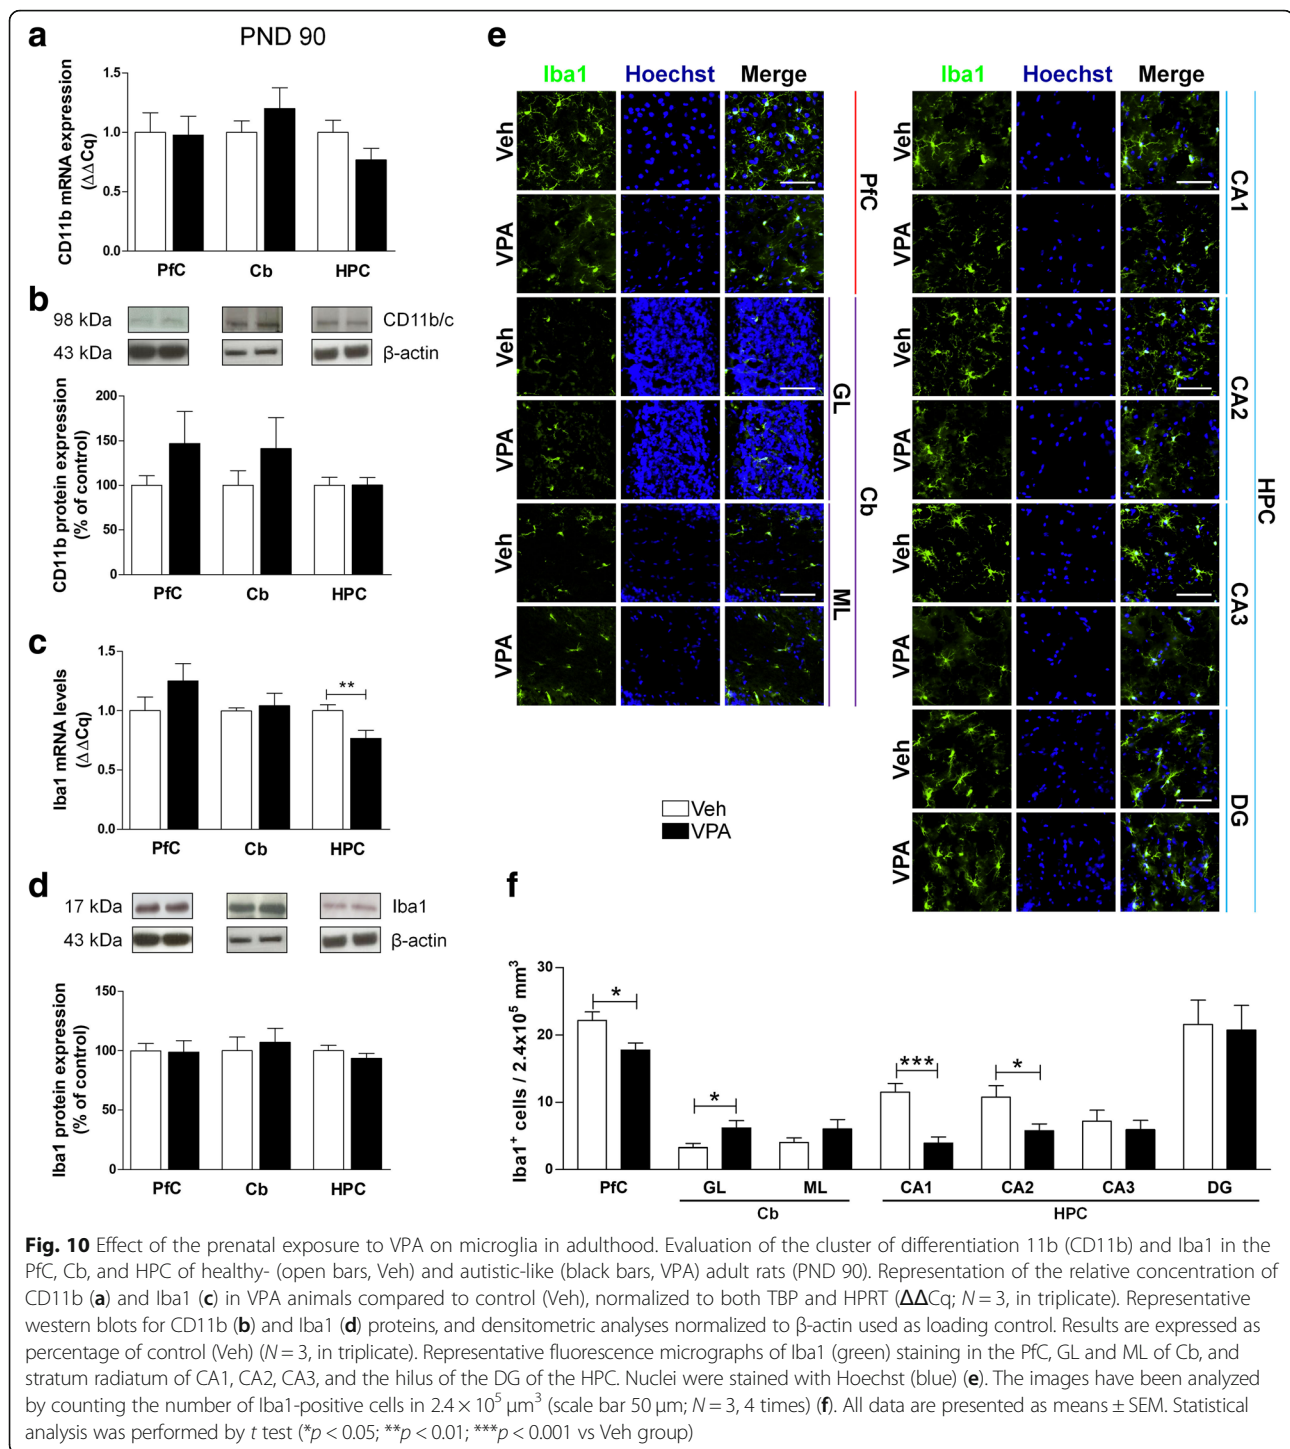 a
PND 90
CD11b mRNA expression
(ΔΔCq)
1.5
1.0
0.5
0.0
PfC Cb HPC
b
98 kDa CD11b/c
43 kDa β-actin
CD11b protein expression
(% of control)
200
150
100
50
0
PfC Cb HPC
c
Iba1 mRNA levels
(ΔΔCq)
1.5
1.0
0.5
0.0
**
PfC Cb HPC
d
17 kDa Iba1
43 kDa β-actin
Iba1 protein expression
(% of control)
150
100
50
0
PfC Cb HPC
e
Iba1 Hoechst Merge
Veh
VPA
PfC
Veh
VPA
GL
Veh
VPA
ML
Cb
Iba1 Hoechst Merge
Veh
VPA
CA1
Veh
VPA
CA2
Veh
VPA
CA3
Veh
VPA
DG
HPC
Veh
VPA
f
Iba1⁺ cells / 2.4x10⁵ mm³
30
20
10
0
* * *** *
PfC GL ML CA1 CA2 CA3 DG
Cb HPC
Fig. 10 Effect of the prenatal exposure to VPA on microglia in adulthood. Evaluation of the cluster of differentiation 11b (CD11b) and Iba1 in the
PfC, Cb, and HPC of healthy- (open bars, Veh) and autistic-like (black bars, VPA) adult rats (PND 90). Representation of the relative concentration of
CD11b (a) and Iba1 (c) in VPA animals compared to control (Veh), normalized to both TBP and HPRT (ΔΔCq; N = 3, in triplicate). Representative
western blots for CD11b (b) and Iba1 (d) proteins, and densitometric analyses normalized to β-actin used as loading control. Results are expressed as
percentage of control (Veh) (N = 3, in triplicate). Representative fluorescence micrographs of Iba1 (green) staining in the PfC, GL and ML of Cb, and
stratum radiatum of CA1, CA2, CA3, and the hilus of the DG of the HPC. Nuclei were stained with Hoechst (blue) (e). The images have been analyzed
by counting the number of Iba1-positive cells in 2.4 × 10⁵ μm³ (scale bar 50 μm; N = 3, 4 times) (f). All data are presented as means ± SEM. Statistical
analysis was performed by t test (*p < 0.05; **p < 0.01; ***p < 0.001 vs Veh group)